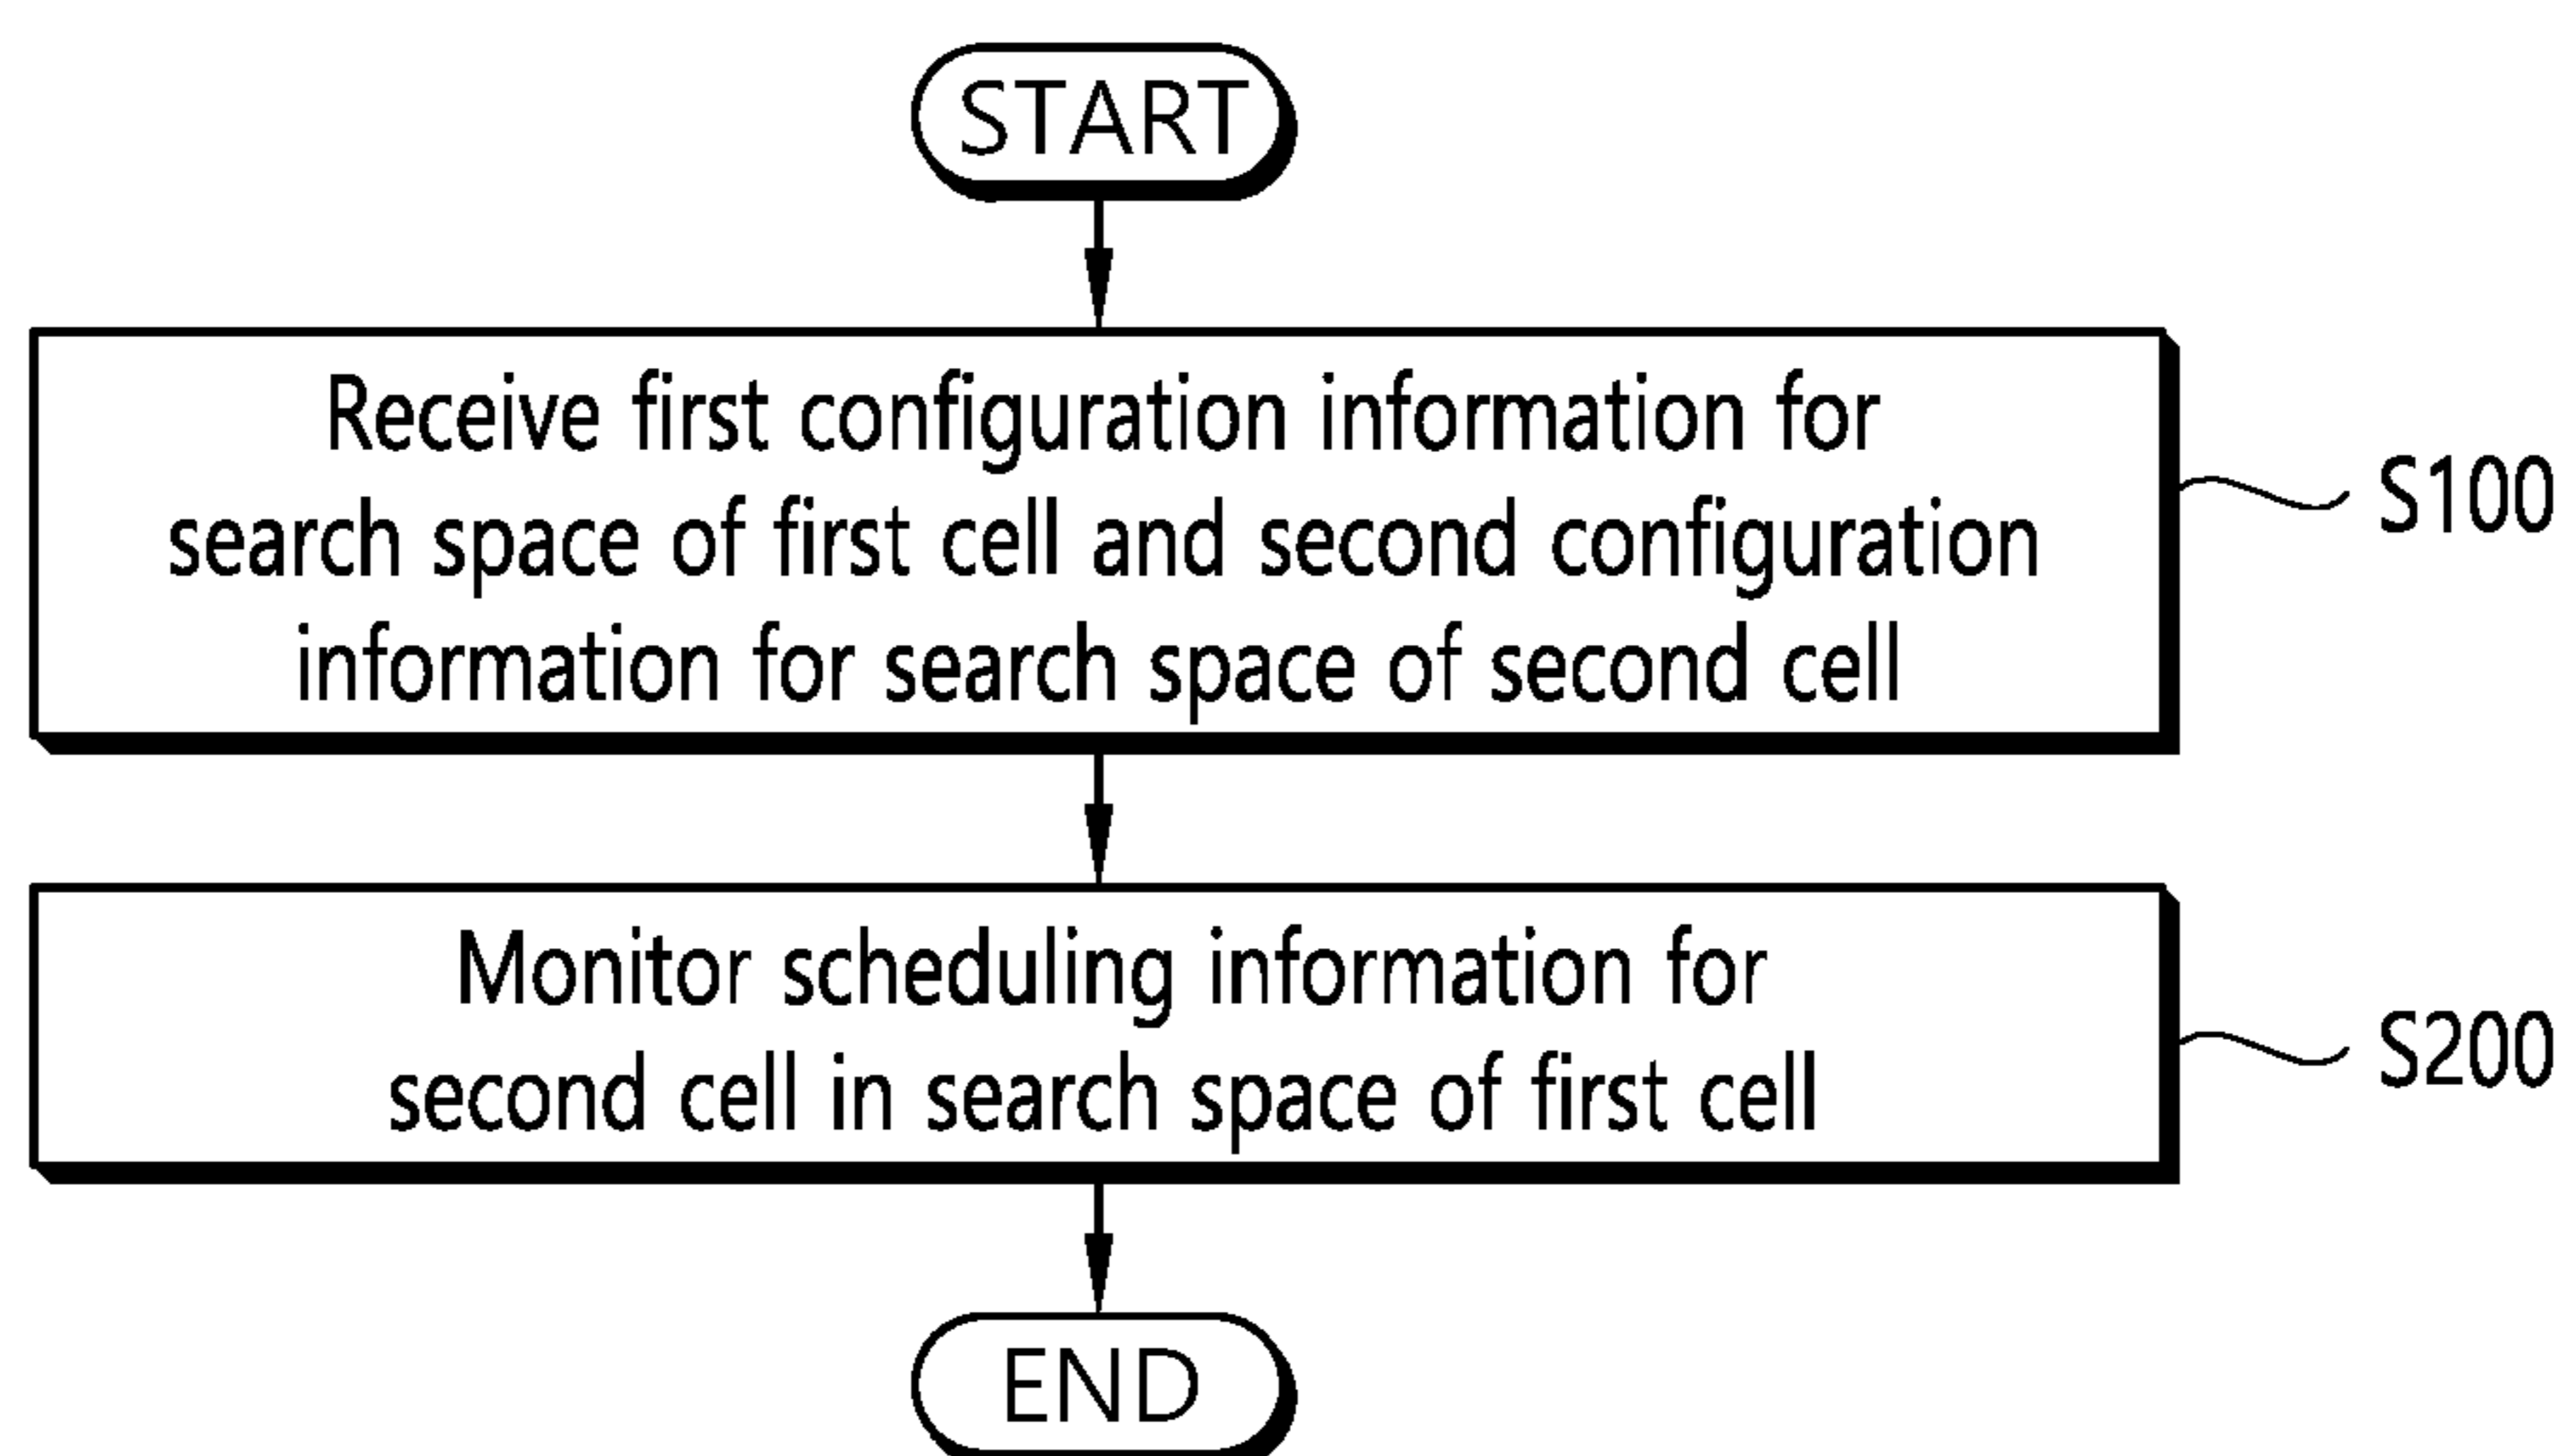 START
Receive first configuration information for
search space of first cell and second configuration
information for search space of second cell
S100
Monitor scheduling information for
second cell in search space of first cell
S200
END